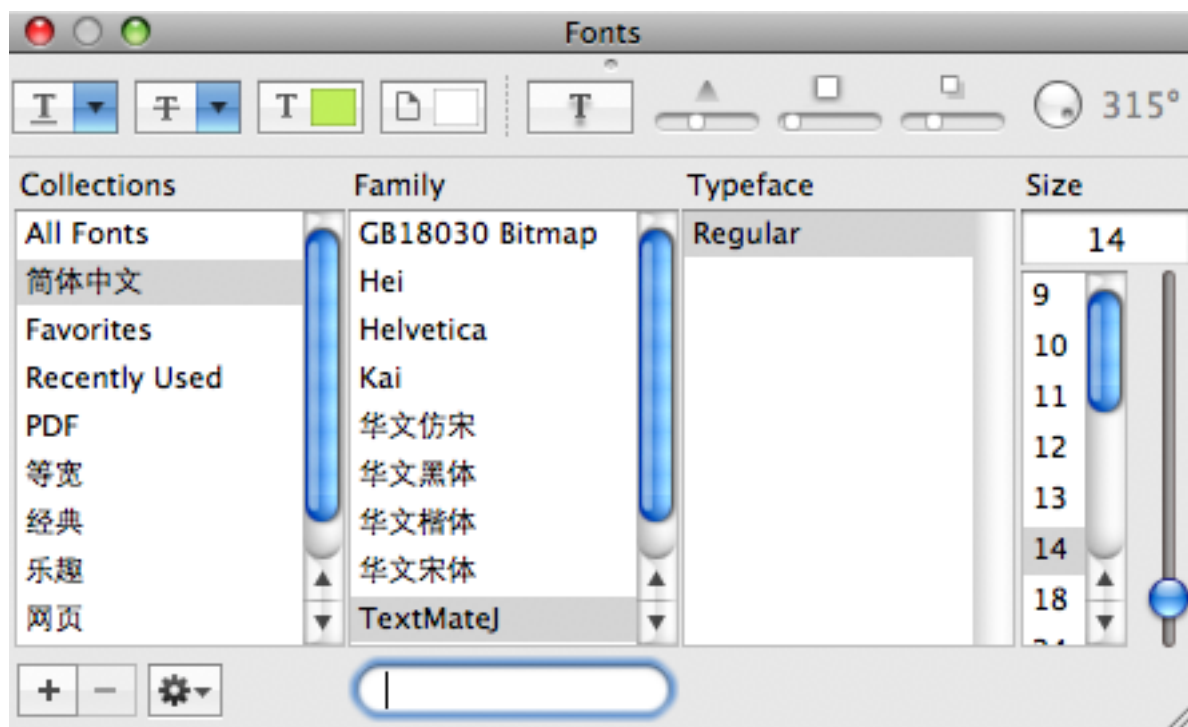 Fonts
T T T T 315°
Collections Family Typeface Size
All Fonts GB18030 Bitmap Regular 14
简体中文 Hei 9
Favorites Helvetica 10
Recently Used Kai 11
PDF 华文仿宋 12
等宽 华文黑体 13
经典 华文楷体 14
乐趣 华文宋体 18
网页 TextMateJ